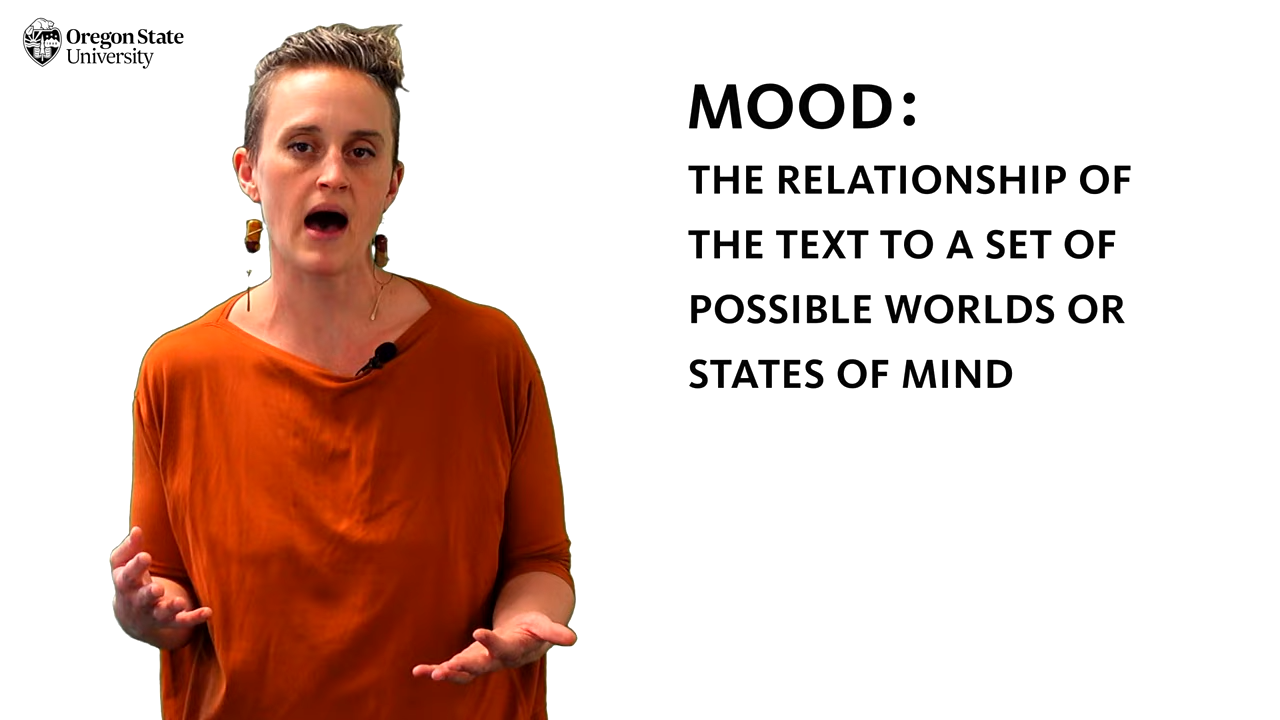 Oregon State
University
MOOD:
THE RELATIONSHIP OF
THE TEXT TO A SET OF
POSSIBLE WORLDS OR
STATES OF MIND